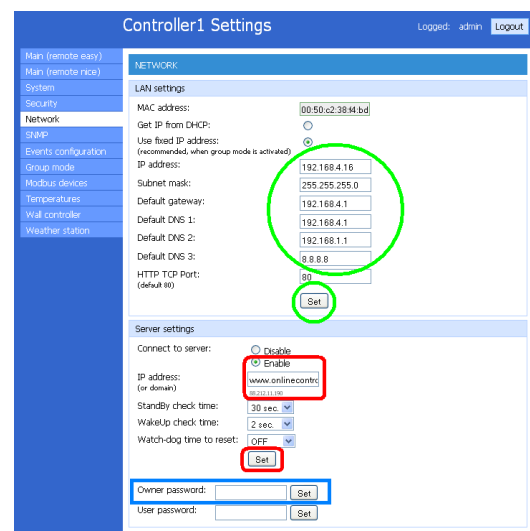 Controller1 Settings
Logged: admin Logout
Main (remote easy)
Main (remote nice)
System
Security
Network
SNMP
Events configuration
Group mode
Modbus devices
Temperatures
Wall controller
Weather station
NETWORK
LAN settings
MAC address: 00:50:c2:38:f4:bd
Get IP from DHCP:
Use fixed IP address:
(recommended, when group mode is activated)
IP address: 192.168.4.16
Subnet mask: 255.255.255.0
Default gateway: 192.168.4.1
Default DNS 1: 192.168.4.1
Default DNS 2: 192.168.1.1
Default DNS 3: 8.8.8.8
HTTP TCP Port: 80
(default 80)
Set
Server settings
Connect to server: Disable
Enable
IP address: www.onlinecontrc
(or domain)
88.212.11.190
StandBy check time: 30 sec.
WakeUp check time: 2 sec.
Watch-dog time to reset: OFF
Set
Owner password: Set
User password: Set